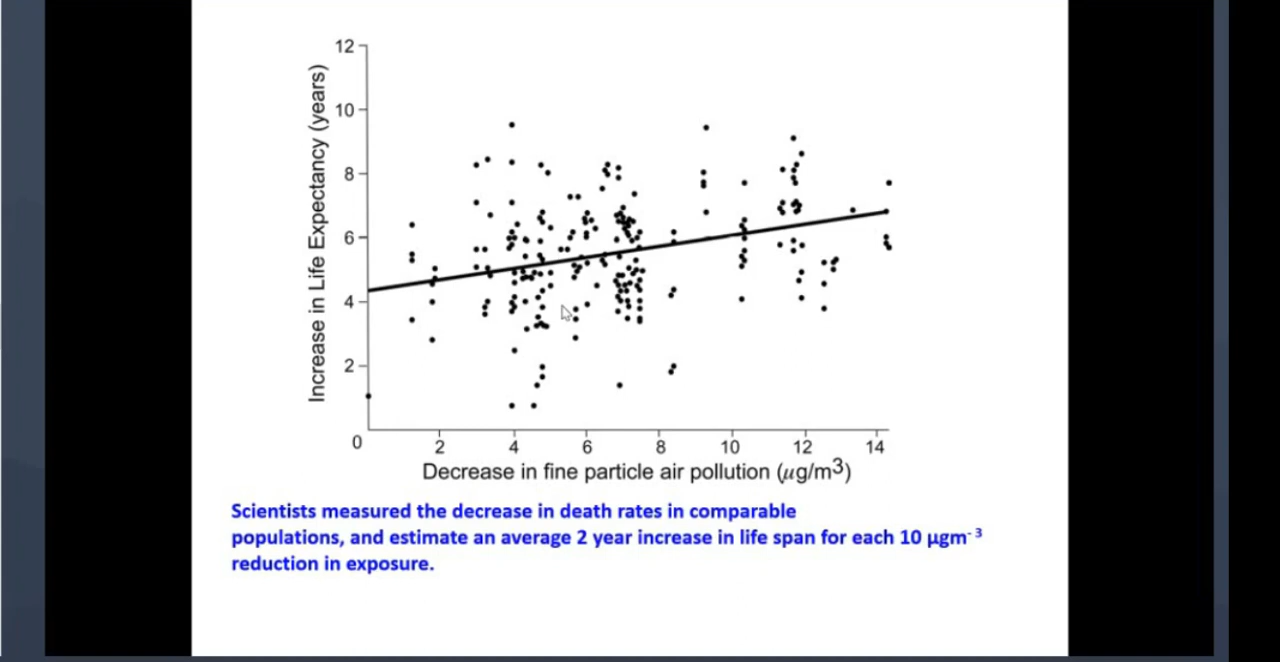 12
10
8
6
4
2
0
2 4 6 8 10 12 14
Increase in Life Expectancy (years)
Decrease in fine particle air pollution (μg/m³)
Scientists measured the decrease in death rates in comparable
populations, and estimate an average 2 year increase in life span for each 10 μgm⁻³
reduction in exposure.